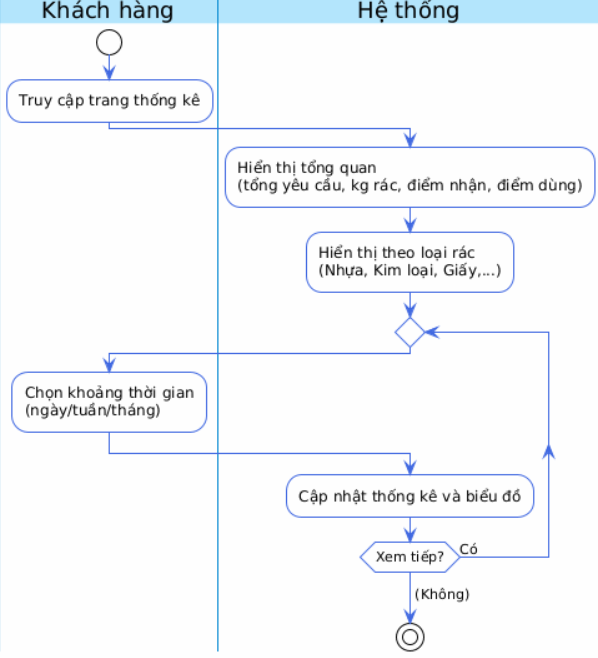 Khách hàng
Hệ thống
Truy cập trang thống kê
Hiển thị tổng quan
(tổng yêu cầu, kg rác, điểm nhận, điểm dùng)
Hiển thị theo loại rác
(Nhựa, Kim loại, Giấy,...)
Chọn khoảng thời gian
(ngày/tuần/tháng)
Cập nhật thống kê và biểu đồ
Xem tiếp?
Có
(Không)